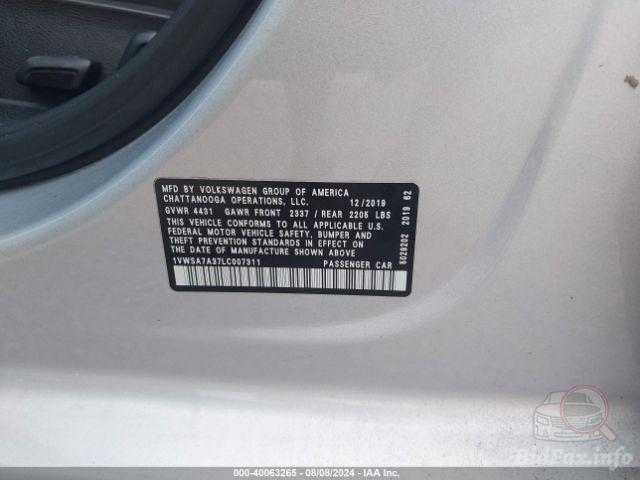 MFD BY VOLKSWAGEN GROUP OF AMERICA
CHATTANOOGA OPERATIONS, LLC. 12/2019
GVWR 4431 GAWR FRONT 2337 / REAR 2205 LBS
THIS VEHICLE CONFORMS TO ALL APPLICABLE U.S.
FEDERAL MOTOR VEHICLE SAFETY, BUMPER AND
THEFT PREVENTION STANDARDS IN EFFECT ON THE
DATE OF MANUFACTURE SHOWN ABOVE.
1VWSA7A37LC007311 PASSENGER CAR
5029202 2019 62
BidFax.info
000-40063265 - 08/08/2024 - IAA Inc.